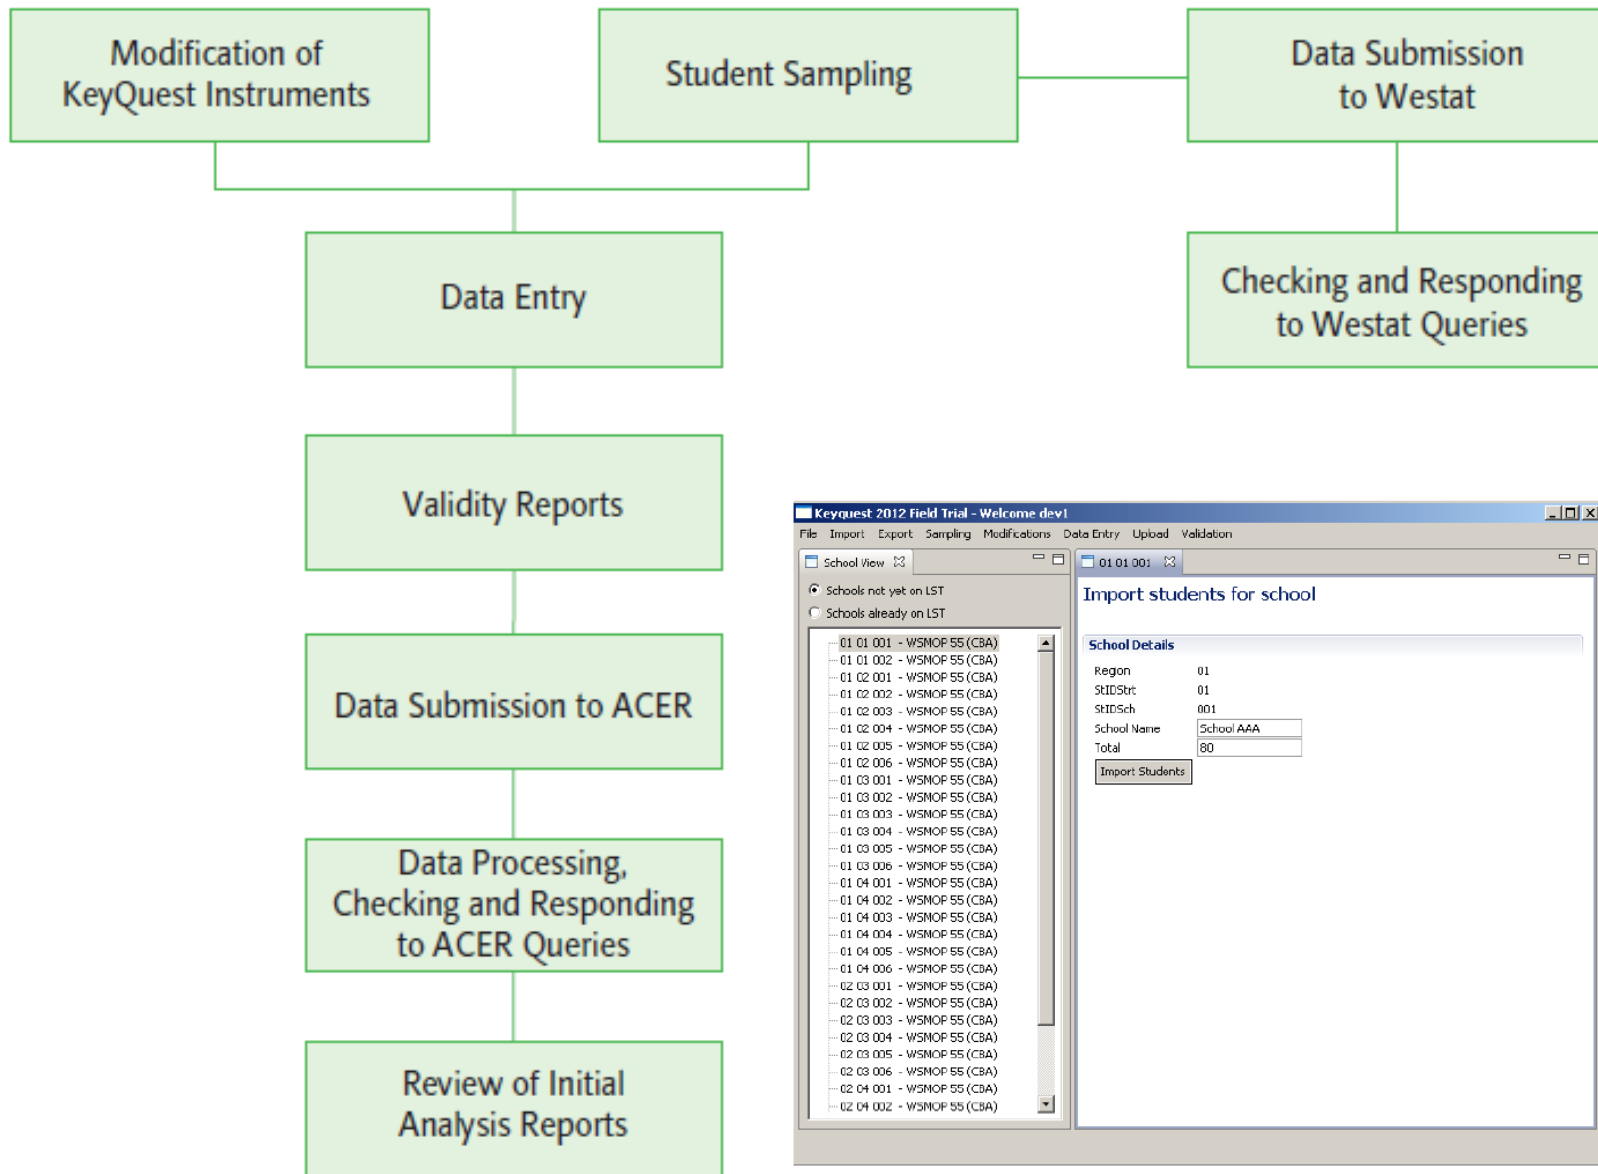 Modification of
KeyQuest Instruments
Student Sampling
Data Submission
to Westat
Data Entry
Checking and Responding
to Westat Queries
Validity Reports
Data Submission to ACER
Data Processing,
Checking and Responding
to ACER Queries
Review of Initial
Analysis Reports
Keyquest 2012 Field Trial - Welcome dev1
File Import Export Sampling Modifications Data Entry Upload Validation
School View
Schools not yet on LST
Schools already on LST
01 01 001 - WSMOP 55 (CBA)
01 01 002 - WSMOP 55 (CBA)
01 02 001 - WSMOP 55 (CBA)
01 02 002 - WSMOP 55 (CBA)
01 02 003 - WSMOP 55 (CBA)
01 02 004 - WSMOP 55 (CBA)
01 02 005 - WSMOP 55 (CBA)
01 02 006 - WSMOP 55 (CBA)
01 03 001 - WSMOP 55 (CBA)
01 03 002 - WSMOP 55 (CBA)
01 03 003 - WSMOP 55 (CBA)
01 03 004 - WSMOP 55 (CBA)
01 03 005 - WSMOP 55 (CBA)
01 03 006 - WSMOP 55 (CBA)
01 04 001 - WSMOP 55 (CBA)
01 04 002 - WSMOP 55 (CBA)
01 04 003 - WSMOP 55 (CBA)
01 04 004 - WSMOP 55 (CBA)
01 04 005 - WSMOP 55 (CBA)
01 04 006 - WSMOP 55 (CBA)
02 03 001 - WSMOP 55 (CBA)
02 03 002 - WSMOP 55 (CBA)
02 03 003 - WSMOP 55 (CBA)
02 03 004 - WSMOP 55 (CBA)
02 03 005 - WSMOP 55 (CBA)
02 03 006 - WSMOP 55 (CBA)
02 04 001 - WSMOP 55 (CBA)
02 04 002 - WSMOP 55 (CBA)
01 01 001
Import students for school
School Details
Region 01
StIDStrt 01
StIDSch 001
School Name School AAA
Total 80
Import Students